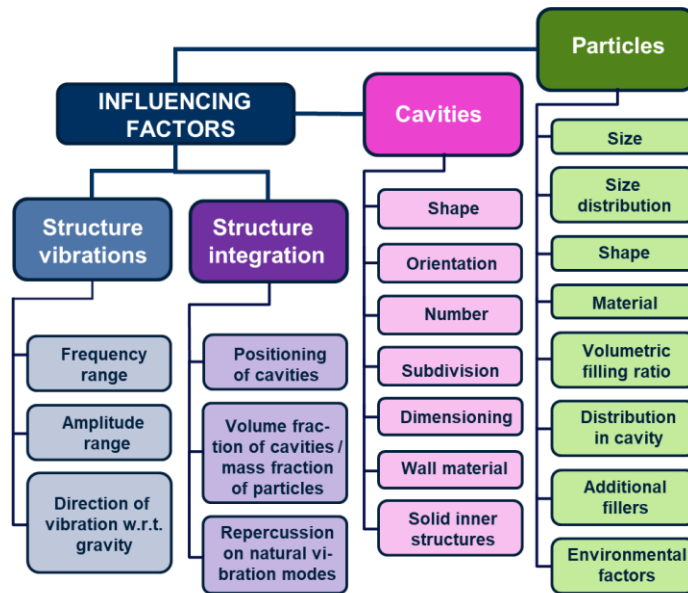 INFLUENCING
FACTORS
Structure
vibrations
Frequency
range
Amplitude
range
Direction of
vibration w.r.t.
gravity
Structure
integration
Positioning
of cavities
Volume frac-
tion of cavities /
mass fraction
of particles
Repercussion
on natural vi-
bration modes
Cavities
Shape
Orientation
Number
Subdivision
Dimensioning
Wall material
Solid inner
structures
Particles
Size
Size
distribution
Shape
Material
Volumetric
filling ratio
Distribution
in cavity
Additional
fillers
Environmental
factors